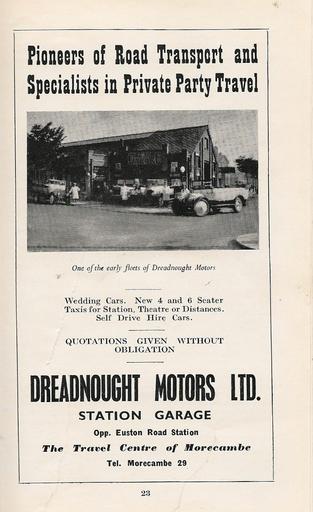 Pioneers of Road Transport and
Specialists in Private Party Travel
One of the early fleets of Dreadnought Motors
Wedding Cars. New 4 and 6 Seater
Taxis for Station, Theatre or Distances.
Self Drive Hire Cars.
QUOTATIONS GIVEN WITHOUT
OBLIGATION
DREADNOUGHT MOTORS LTD.
STATION GARAGE
Opp. Euston Road Station
The Travel Centre of Morecambe
Tel. Morecambe 29
23